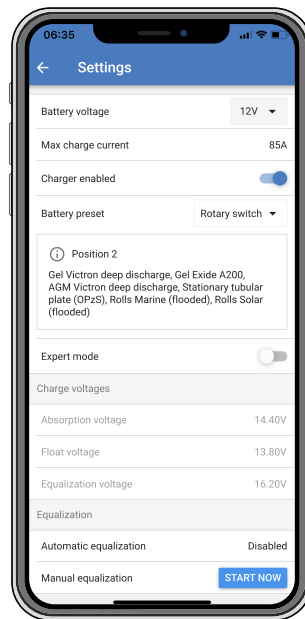 06:35
Settings
Battery voltage 12V
Max charge current 85A
Charger enabled
Battery preset Rotary switch
Position 2
Gel Victron deep discharge, Gel Exide A200,
AGM Victron deep discharge, Stationary tubular
plate (OPzS), Rolls Marine (flooded), Rolls Solar
(flooded)
Expert mode
Charge voltages
Absorption voltage 14.40V
Float voltage 13.80V
Equalization voltage 16.20V
Equalization
Automatic equalization Disabled
Manual equalization START NOW